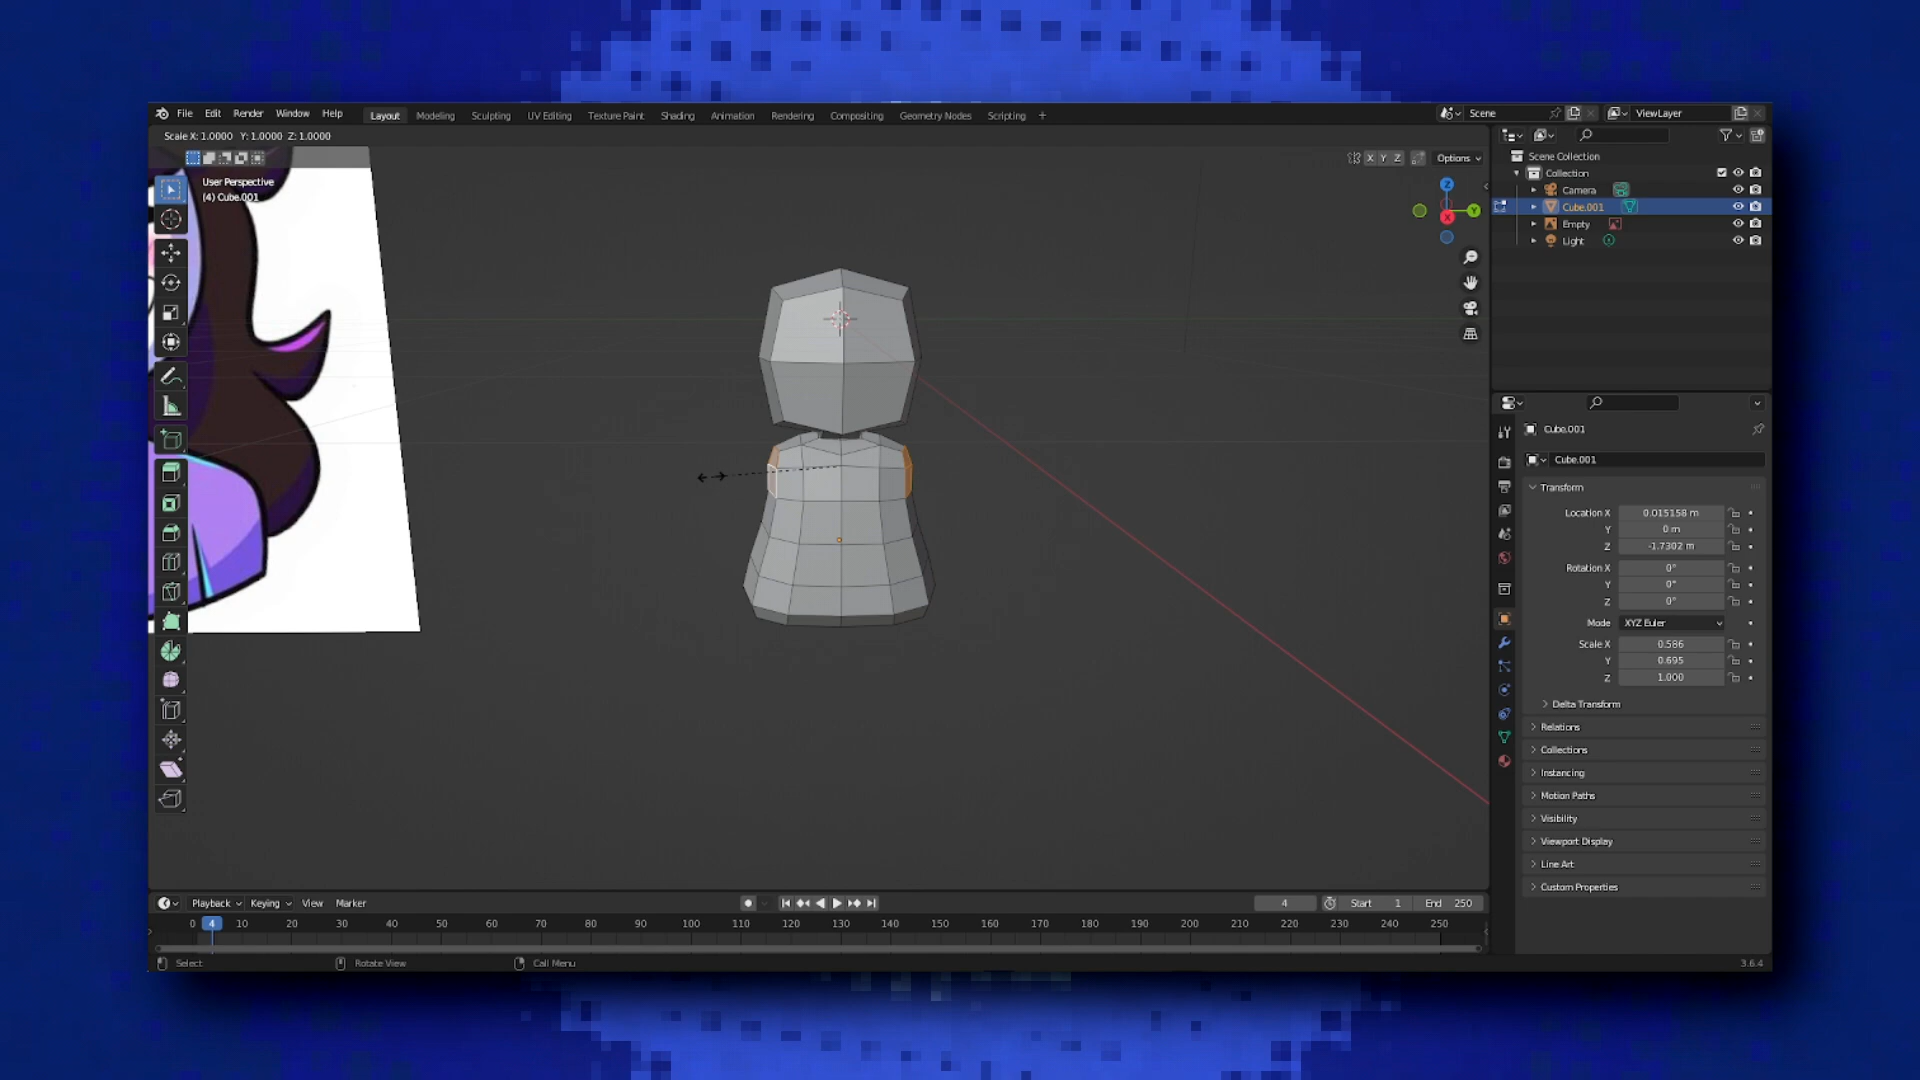 File Edit Render Window Help Layout Modeling Sculpting UV Editing Texture Paint Shading Animation Rendering Compositing Geometry Nodes Scripting + Scene ViewLayer
Scale X: 1.0000 Y: 1.0000 Z: 1.0000
X Y Z Options
User Perspective
(4) Cube.001
Z
Y
X
Scene Collection
Collection
Camera
Cube.001
Empty
Light
Cube.001
Cube.001
Transform
Location X 0.015158 m
Y 0 m
Z -1.7302 m
Rotation X 0°
Y 0°
Z 0°
Mode XYZ Euler
Scale X 0.586
Y 0.695
Z 1.000
Delta Transform
Relations
Collections
Instancing
Motion Paths
Visibility
Viewport Display
Line Art
Custom Properties
Playback Keying View Marker 4 Start 1 End 250
0 4 10 20 30 40 50 60 70 80 90 100 110 120 130 140 150 160 170 180 190 200 210 220 230 240 250
Select Rotate View Call Menu 3.6.4